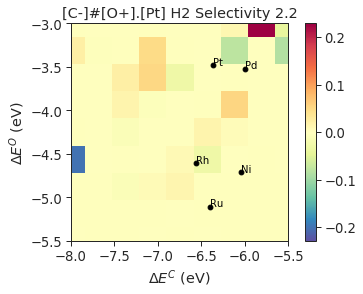 [C-]#[O+].[Pt] H2 Selectivity 2.2
ΔE^O (eV)
−3.0
−3.5
−4.0
−4.5
−5.0
−5.5
Pt
Pd
Rh
Ni
Ru
−8.0 −7.5 −7.0 −6.5 −6.0 −5.5
ΔE^C (eV)
0.2
0.1
0.0
−0.1
−0.2